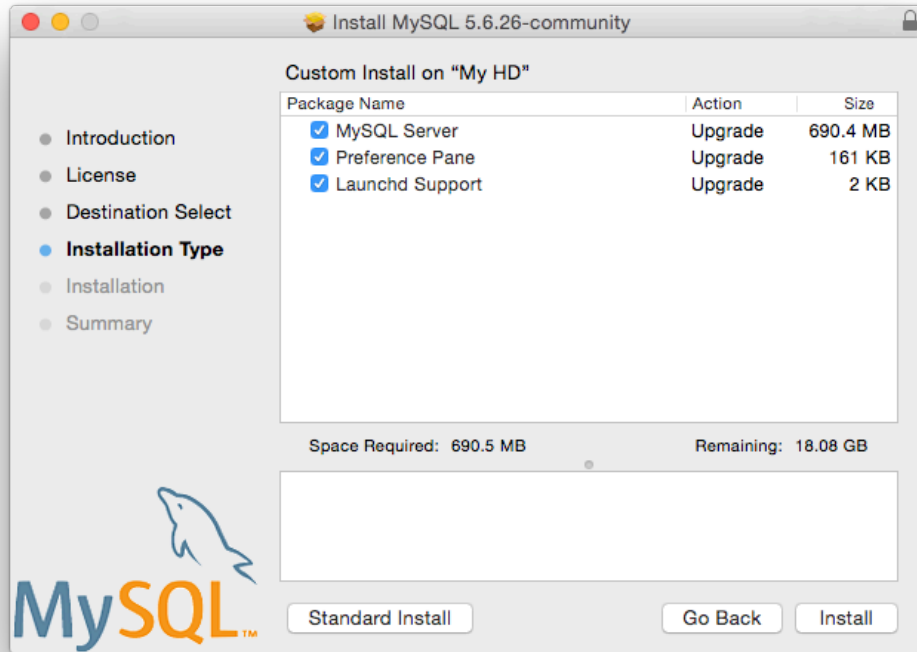 Install MySQL 5.6.26-community
Custom Install on “My HD”
Package Name Action Size
MySQL Server Upgrade 690.4 MB
Preference Pane Upgrade 161 KB
Launchd Support Upgrade 2 KB
Introduction
License
Destination Select
Installation Type
Installation
Summary
Space Required: 690.5 MB Remaining: 18.08 GB
MySQL™
Standard Install Go Back Install